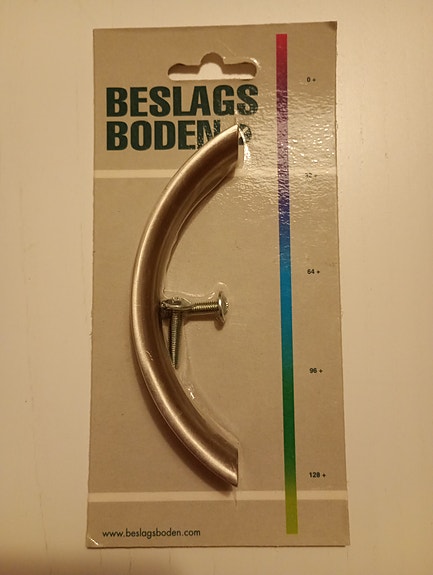 BESLAGS
BODEN
0 +
32 +
64 +
96 +
128 +
www.beslagsboden.com